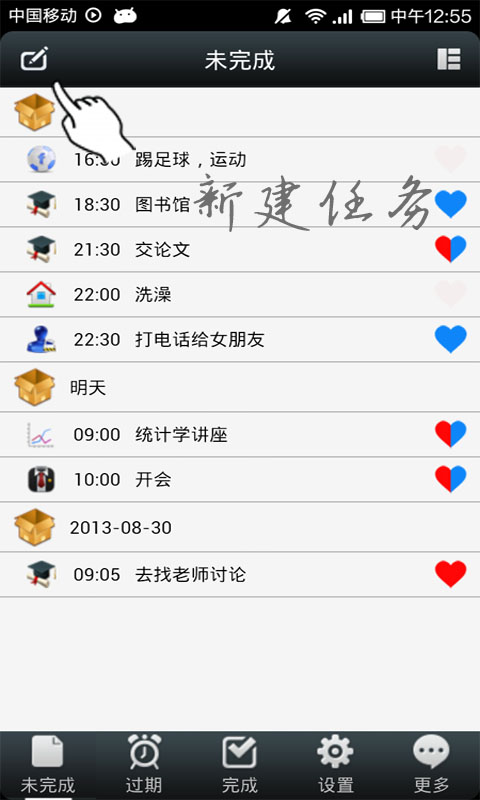 中国移动 中午12:55
未完成
16:30 踢足球，运动
新建任务
18:30 图书馆
21:30 交论文
22:00 洗澡
22:30 打电话给女朋友
明天
09:00 统计学讲座
10:00 开会
2013-08-30
09:05 去找老师讨论
未完成 过期 完成 设置 更多